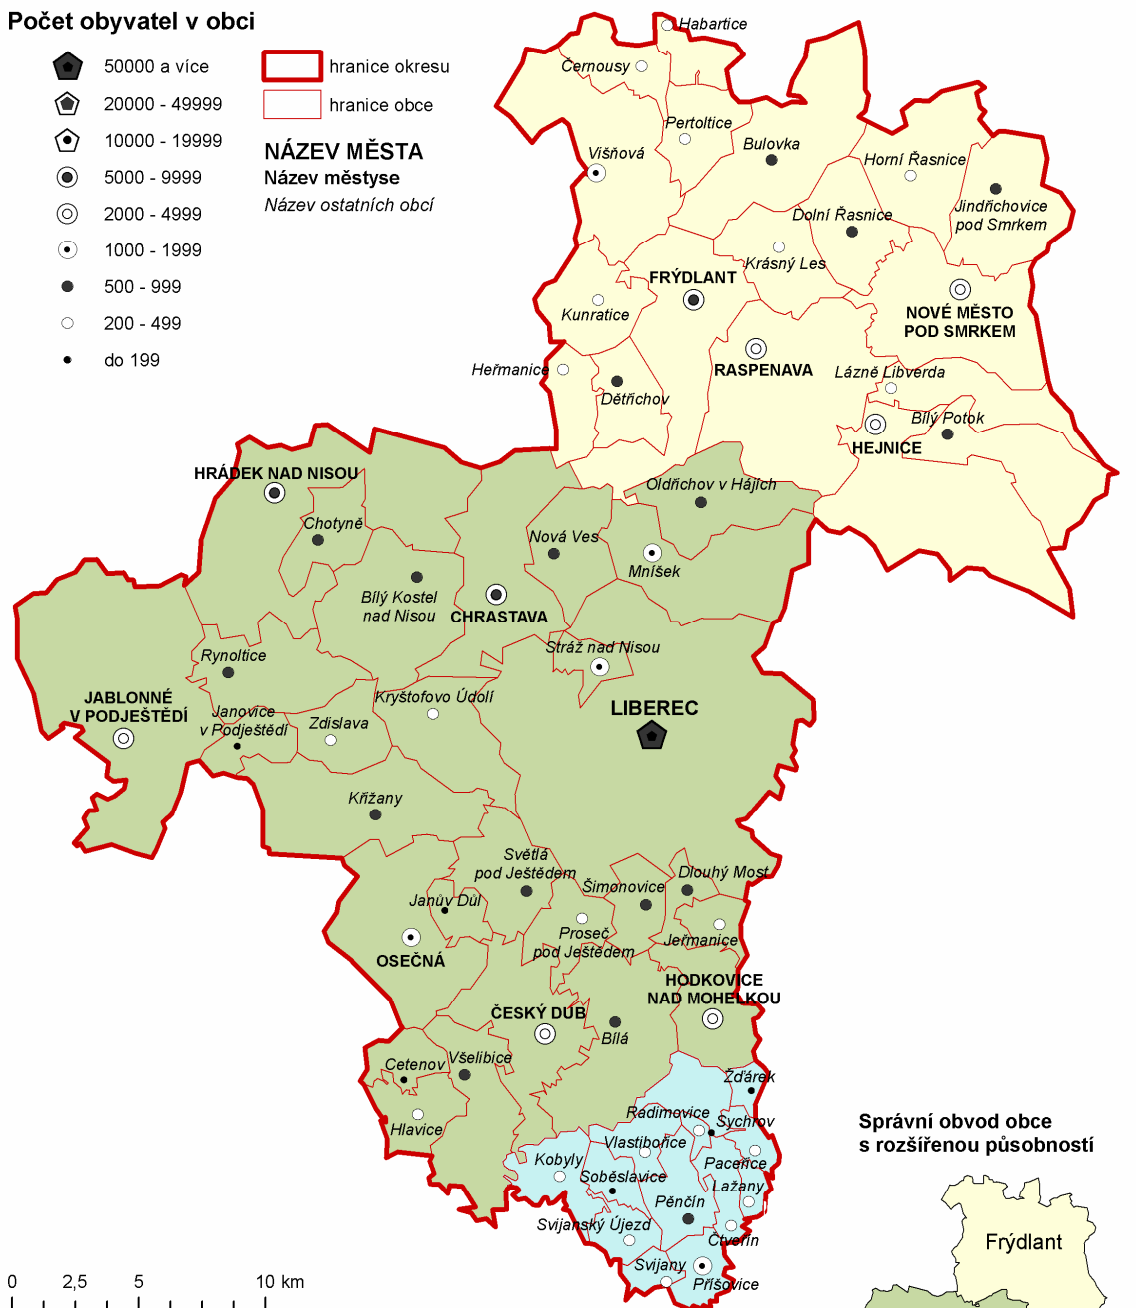 Počet obyvatel v obci
50000 a více
20000 - 49999
10000 - 19999
5000 - 9999
2000 - 4999
1000 - 1999
500 - 999
200 - 499
do 199
hranice okresu
hranice obce
NÁZEV MĚSTA
Název městyse
Název ostatních obcí
Habartice
Černousy
Pertoltice
Bulovka
Višňová
Horní Řasnice
Jindřichovice
pod Smrkem
Dolní Řasnice
Krásný Les
FRÝDLANT
Kunratice
NOVÉ MĚSTO
POD SMRKEM
Heřmanice
RASPENAVA
Lázně Libverda
Dětřichov
Bílý Potok
HEJNICE
HRÁDEK NAD NISOU
Oldřichov v Hájích
Chotyně
Nová Ves
Mníšek
Bílý Kostel
nad Nisou
CHRASTAVA
Stráž nad Nisou
Rynoltice
JABLONNÉ
V PODJEŠTĚDÍ
Janovice
v Podještědí
Zdislava
Kryštofovo Údolí
LIBEREC
Křižany
Světlá
pod Ještědem
Šimonovice
Dlouhý Most
Janův Důl
Proseč
pod Ještědem
Jeřmanice
OSEČNÁ
HODKOVICE
NAD MOHELKOU
ČESKÝ DUB
Bílá
Cetenov
Všelibice
Hlavice
Žďárek
Radimovice
Sychrov
Vlastibořice
Paceřice
Kobyly
Soběslavice
Lažany
Pěnčín
Svijanský Újezd
Čtveřín
Svijany
Příšovice
Správní obvod obce
s rozšířenou působností
Frýdlant
0 2,5 5 10 km